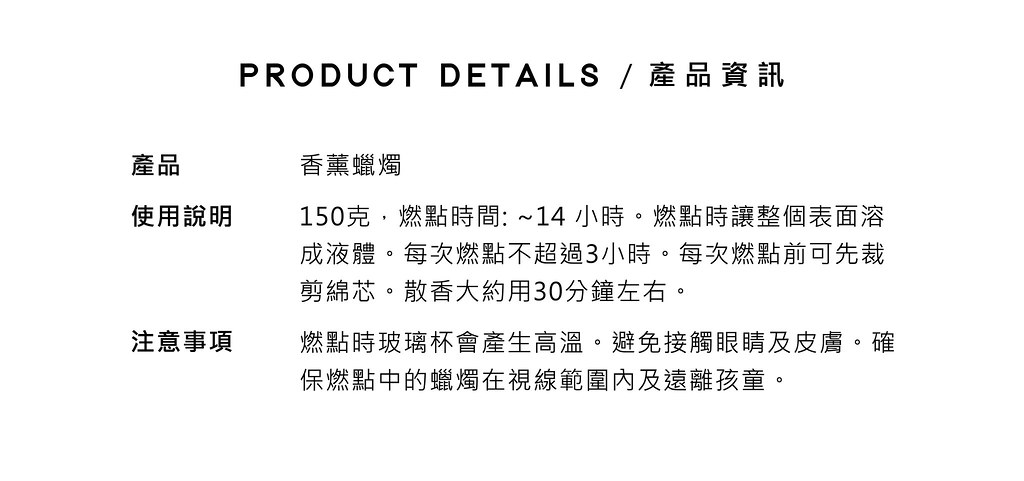 PRODUCT DETAILS / 產品資訊
產品 香薰蠟燭
使用說明 150克，燃點時間: ~14 小時。燃點時讓整個表面溶
成液體。每次燃點不超過3小時。每次燃點前可先裁
剪綿芯。散香大約用30分鐘左右。
注意事項 燃點時玻璃杯會產生高溫。避免接觸眼睛及皮膚。確
保燃點中的蠟燭在視線範圍內及遠離孩童。